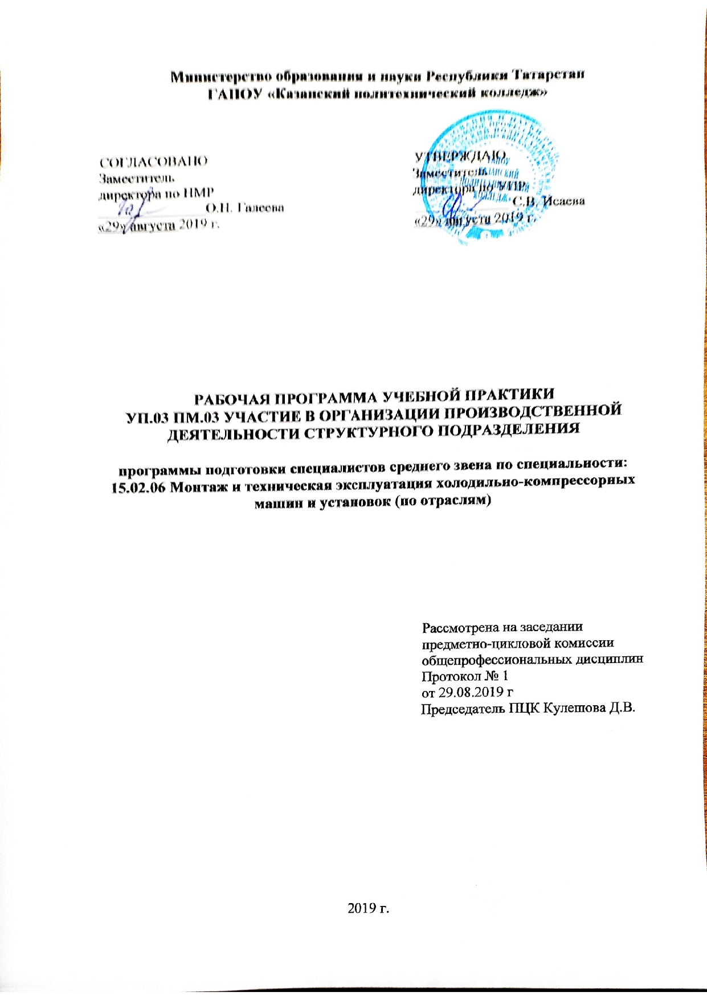 Министерство образования и науки Республики Татарстан
ГАПОУ «Казанский политехнический колледж»
СОГЛАСОВАНО
Заместитель
директора по НМР
О.Н. Галеева
«29» августа 2019 г.
УТВЕРЖДАЮ
Заместитель
директора по УПР
С.В. Исаева
«29» августа 2019 г.
РАБОЧАЯ ПРОГРАММА УЧЕБНОЙ ПРАКТИКИ
УП.03 ПМ.03 УЧАСТИЕ В ОРГАНИЗАЦИИ ПРОИЗВОДСТВЕННОЙ
ДЕЯТЕЛЬНОСТИ СТРУКТУРНОГО ПОДРАЗДЕЛЕНИЯ
программы подготовки специалистов среднего звена по специальности:
15.02.06 Монтаж и техническая эксплуатация холодильно-компрессорных
машин и установок (по отраслям)
Рассмотрена на заседании
предметно-цикловой комиссии
общепрофессиональных дисциплин
Протокол № 1
от 29.08.2019 г
Председатель ПЦК Кулешова Д.В.
2019 г.